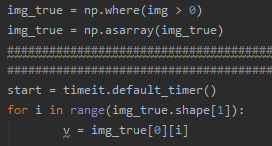 img_true = np.where(img > 0)
img_true = np.asarray(img_true)
########################################
########################################
start = timeit.default_timer()
for i in range(img_true.shape[1]):
    y = img_true[0][i]